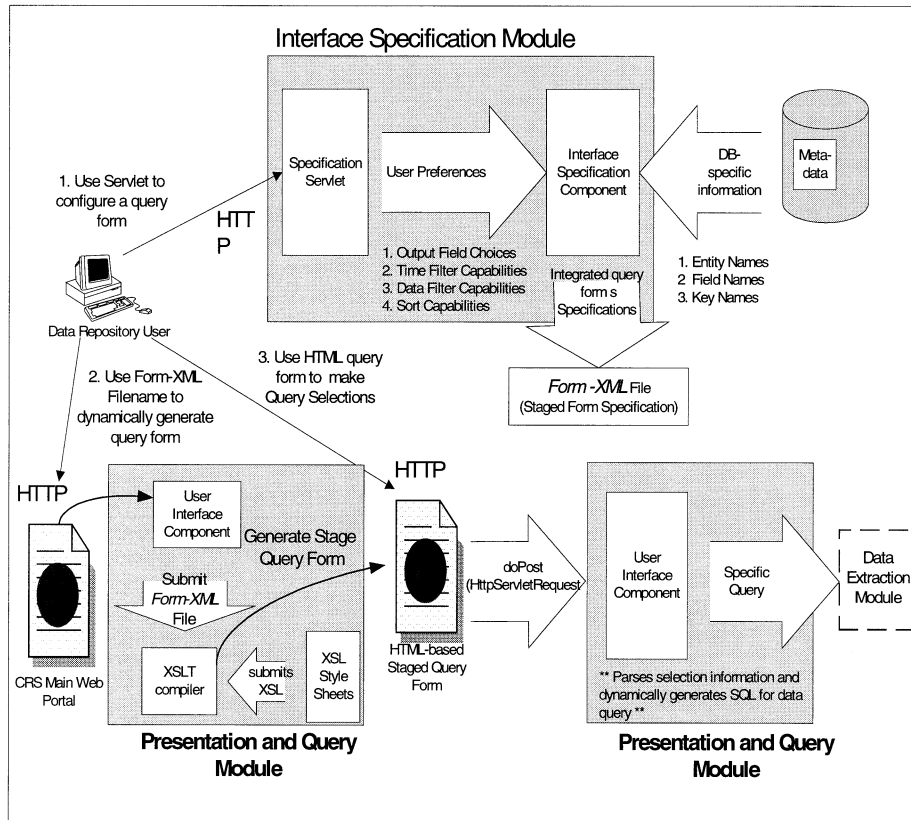 Interface Specification Module
Specification
Servlet
User Preferences
Interface
Specification
Component
DB-
specific
information
Meta-
data
1. Use Servlet to
configure a query
form
HTT
P
1. Output Field Choices
2. Time Filter Capabilities
3. Data Filter Capabilities
4. Sort Capabilities
Integrated query
form s
Specifications
1. Entity Names
2 Field Names
3. Key Names
Data Repository User
3. Use HTML query
form to make
Query Selections
2. Use Form-XML
Filename to
dynamically generate
query form
Form -XML File
(Staged Form Specification)
HTTP
HTTP
User
Interface
Component
Generate Stage
Query Form
Submit
Form-XML
File
XSLT
compiler
submits
XSL
XSL
Style
Sheets
CRS Main Web
Portal
HTML-based
Staged Query
Form
doPost
(HttpServletRequest
User
Interface
Component
Specific
Query
Data
Extraction
Module
** Parses selection information and
dynamically generates SQL for data
query **
Presentation and Query
Module
Presentation and Query
Module